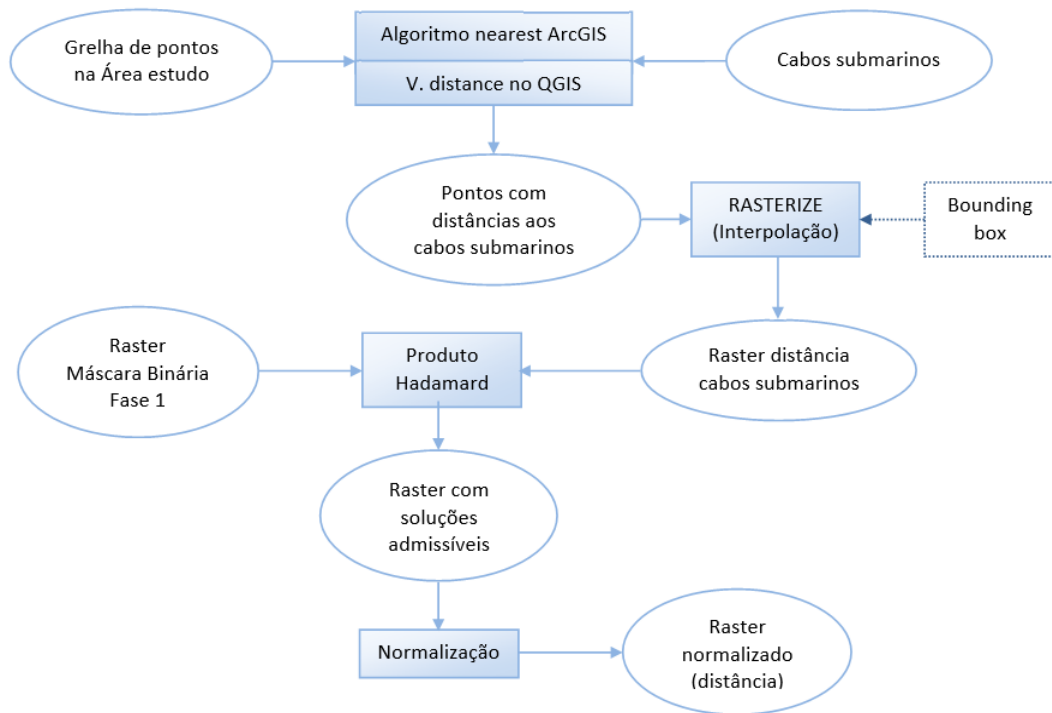 Grelha de pontos
na Área estudo
Algoritmo nearest ArcGIS
V. distance no QGIS
Cabos submarinos
Pontos com
distâncias aos
cabos submarinos
RASTERIZE
(Interpolação)
Bounding
box
Raster
Máscara Binária
Fase 1
Produto
Hadamard
Raster distância
cabos submarinos
Raster com
soluções
admissíveis
Normalização
Raster
normalizado
(distância)